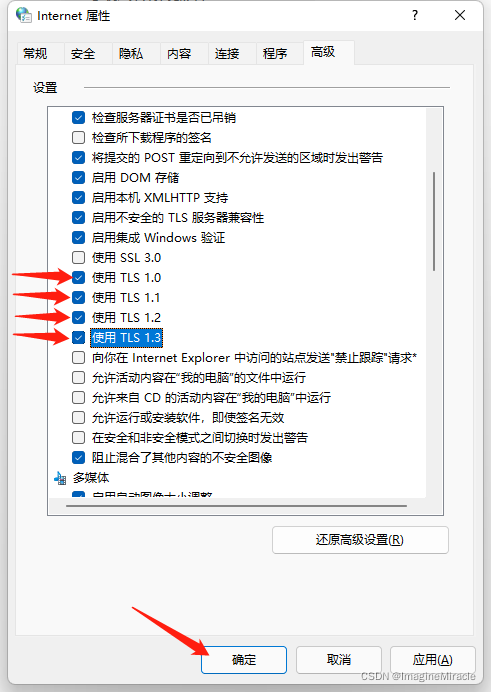 Internet 属性
常规 安全 隐私 内容 连接 程序 高级
设置
检查服务器证书是否已吊销
检查所下载程序的签名
将提交的 POST 重定向到不允许发送的区域时发出警告
启用 DOM 存储
启用本机 XMLHTTP 支持
启用不安全的 TLS 服务器兼容性
启用集成 Windows 验证
使用 SSL 3.0
使用 TLS 1.0
使用 TLS 1.1
使用 TLS 1.2
使用 TLS 1.3
向你在 Internet Explorer 中访问的站点发送"禁止跟踪"请求*
允许活动内容在"我的电脑"的文件中运行
允许来自 CD 的活动内容在"我的电脑"中运行
允许运行或安装软件，即使签名无效
在安全和非安全模式之间切换时发出警告
阻止混合了其他内容的不安全图像
多媒体
启用自动图像大小调整
还原高级设置(R)
确定 取消 应用(A)
CSDN @ImagineMiracle